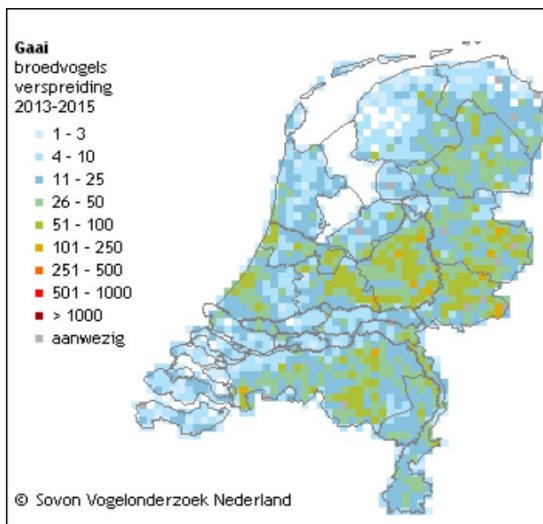 Gaai
broedvogels
verspreiding
2013-2015
1 - 3
4 - 10
11 - 25
26 - 50
51 - 100
101 - 250
251 - 500
501 - 1000
> 1000
aanwezig
© Sovon Vogelonderzoek Nederland